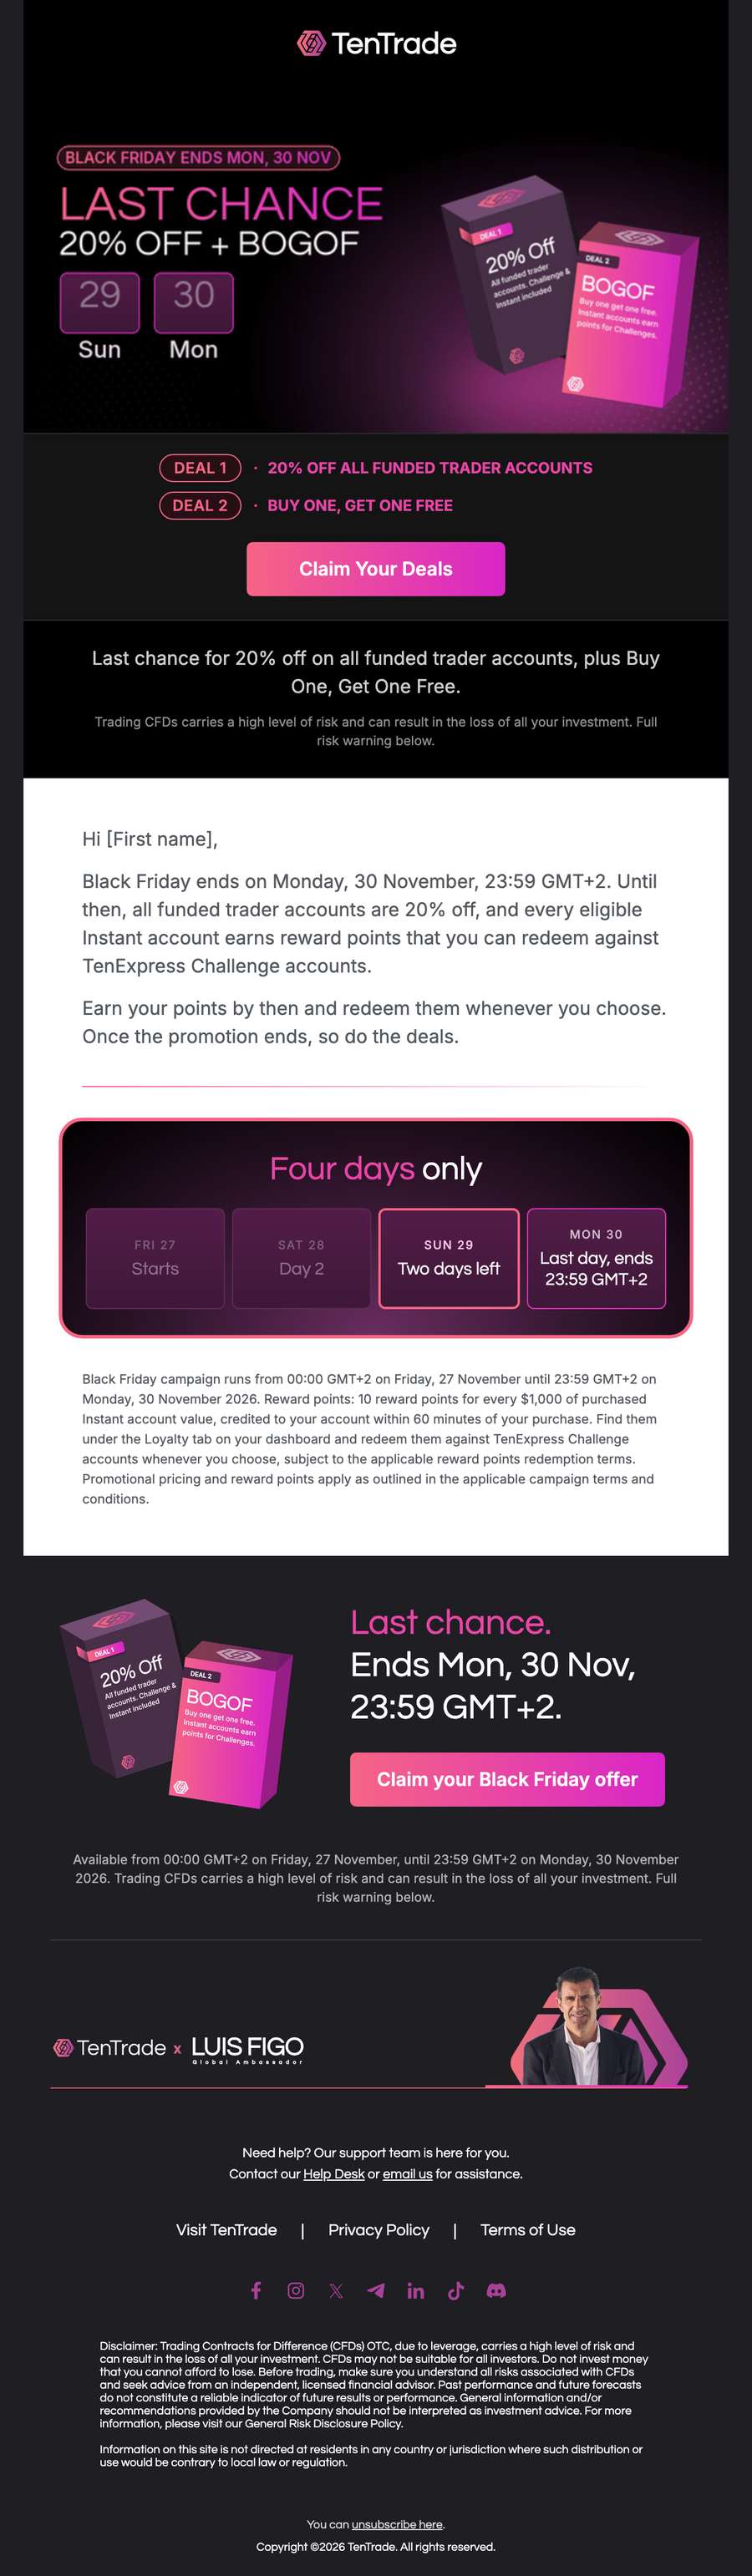 TenTrade
BLACK FRIDAY ENDS MON, 30 NOV
LAST CHANCE
20% OFF + BOGOF
29 30
Sun Mon
DEAL 1
20% Off
All funded trader
accounts. Challenge &
Instant included
DEAL 2
BOGOF
Buy one get one free.
Instant accounts earn
points for Challenges.
DEAL 1 · 20% OFF ALL FUNDED TRADER ACCOUNTS
DEAL 2 · BUY ONE, GET ONE FREE
Claim Your Deals
Last chance for 20% off on all funded trader accounts, plus Buy
One, Get One Free.
Trading CFDs carries a high level of risk and can result in the loss of all your investment. Full
risk warning below.
Hi [First name],
Black Friday ends on Monday, 30 November, 23:59 GMT+2. Until
then, all funded trader accounts are 20% off, and every eligible
Instant account earns reward points that you can redeem against
TenExpress Challenge accounts.
Earn your points by then and redeem them whenever you choose.
Once the promotion ends, so do the deals.
Four days only
FRI 27
Starts
SAT 28
Day 2
SUN 29
Two days left
MON 30
Last day, ends
23:59 GMT+2
Black Friday campaign runs from 00:00 GMT+2 on Friday, 27 November until 23:59 GMT+2 on
Monday, 30 November 2026. Reward points: 10 reward points for every $1,000 of purchased
Instant account value, credited to your account within 60 minutes of your purchase. Find them
under the Loyalty tab on your dashboard and redeem them against TenExpress Challenge
accounts whenever you choose, subject to the applicable reward points redemption terms.
Promotional pricing and reward points apply as outlined in the applicable campaign terms and
conditions.
DEAL 1
20% Off
All funded trader
accounts. Challenge &
Instant included
DEAL 2
BOGOF
Buy one get one free.
Instant accounts earn
points for Challenges.
Last chance.
Ends Mon, 30 Nov,
23:59 GMT+2.
Claim your Black Friday offer
Available from 00:00 GMT+2 on Friday, 27 November, until 23:59 GMT+2 on Monday, 30 November
2026. Trading CFDs carries a high level of risk and can result in the loss of all your investment. Full
risk warning below.
TenTrade x LUIS FIGO
Global Ambassador
Need help? Our support team is here for you.
Contact our Help Desk or email us for assistance.
Visit TenTrade | Privacy Policy | Terms of Use
Disclaimer: Trading Contracts for Difference (CFDs) OTC, due to leverage, carries a high level of risk and
can result in the loss of all your investment. CFDs may not be suitable for all investors. Do not invest money
that you cannot afford to lose. Before trading, make sure you understand all risks associated with CFDs
and seek advice from an independent, licensed financial advisor. Past performance and future forecasts
do not constitute a reliable indicator of future results or performance. General information and/or
recommendations provided by the Company should not be interpreted as investment advice. For more
information, please visit our General Risk Disclosure Policy.
Information on this site is not directed at residents in any country or jurisdiction where such distribution or
use would be contrary to local law or regulation.
You can unsubscribe here.
Copyright ©2026 TenTrade. All rights reserved.